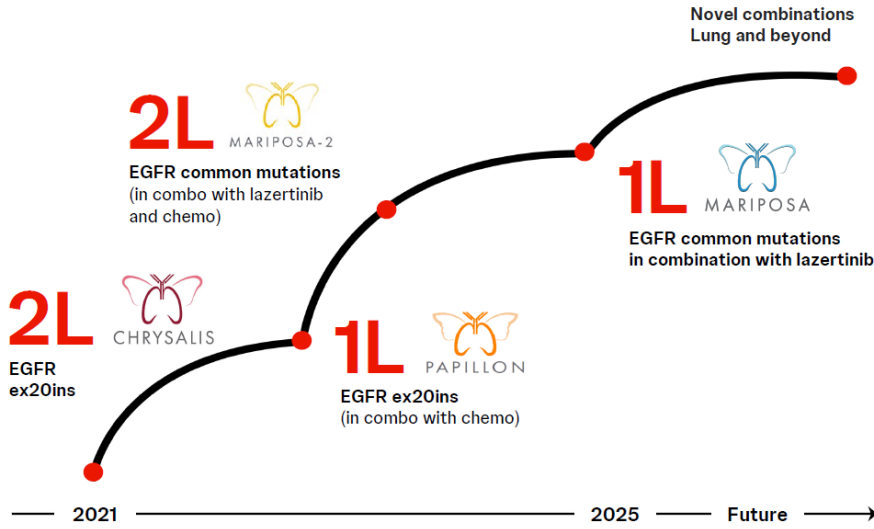 Novel combinations
Lung and beyond
2L
MARIPOSA-2
EGFR common mutations
(in combo with lazertinib
and chemo)
1L
MARIPOSA
EGFR common mutations
in combination with lazertinib
2L
CHRYSALIS
EGFR
ex20ins
1L
PAPILLON
EGFR ex20ins
(in combo with chemo)
2021
2025
Future